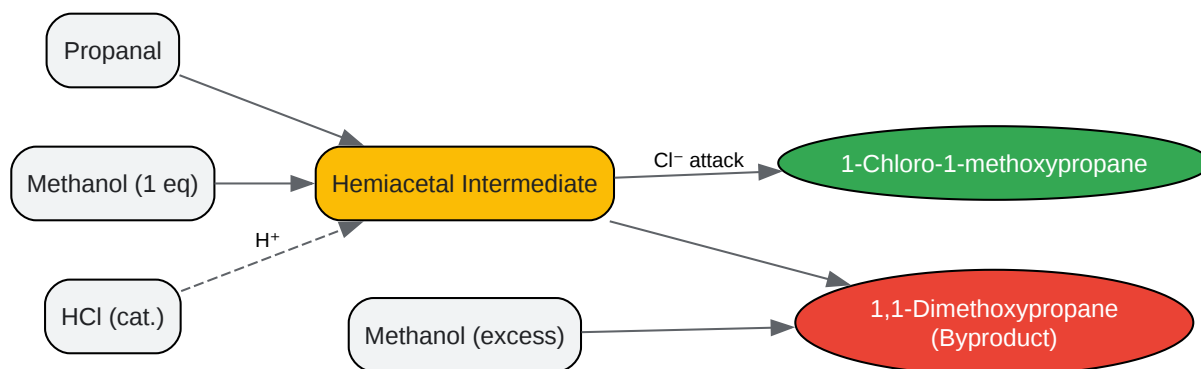 Propanal
Methanol (1 eq)
H⁺
HCl (cat.)
Hemiacetal Intermediate
Cl⁻ attack
1-Chloro-1-methoxypropane
Methanol (excess)
1,1-Dimethoxypropane
(Byproduct)